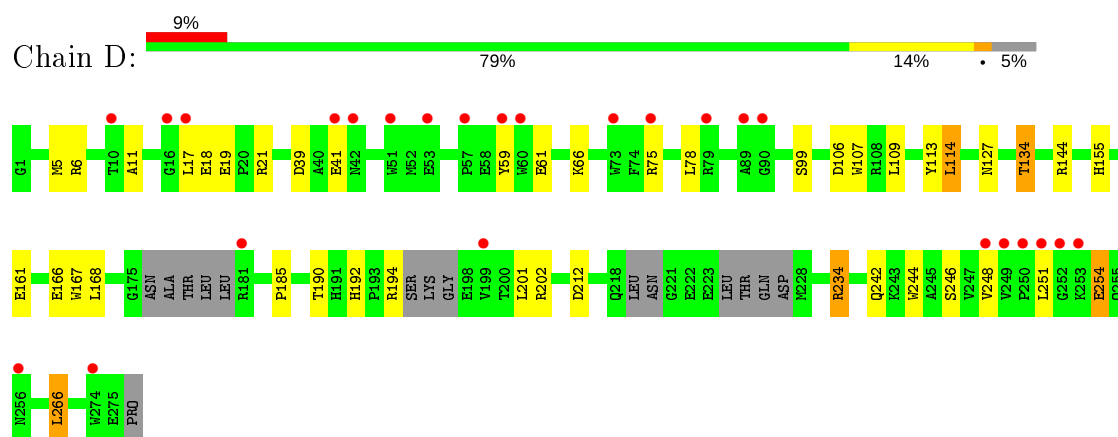 9%
Chain D:
79% 14% • 5%
G1 M5 R6 T10 A11 G16 L17 E18 E19 P20 R21 D39 A40 E41 N42 W51 M52 E53 P57 E58 Y59 W60 E61 K66 W73 F74 R75 L78 R79 A89 G90 S99 D106 W107 R108 L109 Y113 L114 N127 T134 R144 H155
E161 E166 W167 L168 G175 ASN ALA THR LEU LEU R181 P185 T190 H191 H192 P193 R194 SER LYS GLY E198 V199 T200 L201 R202 D212 Q218 LEU ASN G221 E222 E223 LEU THR GLN ASP M228 R234 Q242 K243 W244 A245 S246 V247 V248 V249 P250 L251 G252 K253 E254 Q255
N256 L266 W274 E275 PRO